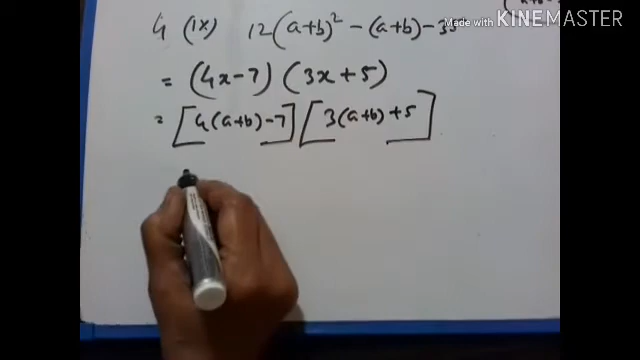 4 (ix) 12(a+b)² - (a+b) - 35
= (4x-7) (3x+5)
= [4(a+b)-7] [3(a+b)+5]
Made with KINEMASTER